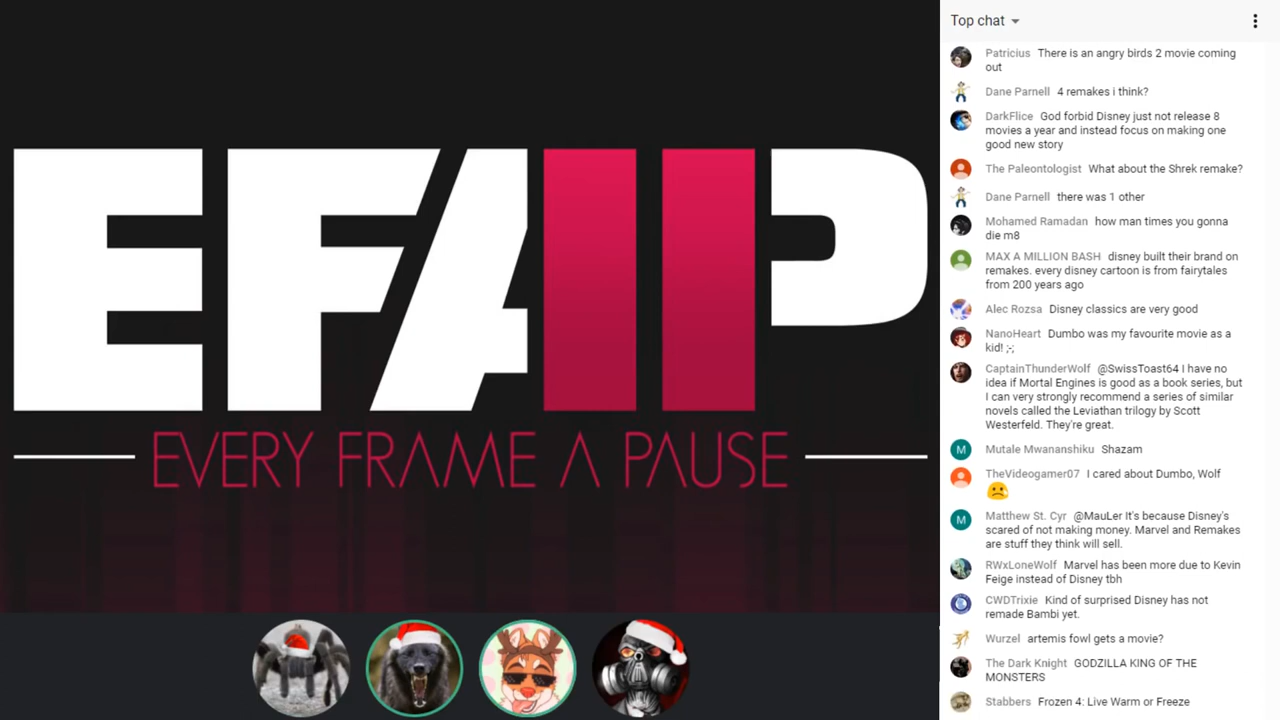 EFAP
EVERY FRAME A PAUSE
Top chat
Patricius There is an angry birds 2 movie coming
out
Dane Parnell 4 remakes i think?
DarkFlice God forbid Disney just not release 8
movies a year and instead focus on making one
good new story
The Paleontologist What about the Shrek remake?
Dane Parnell there was 1 other
Mohamed Ramadan how man times you gonna
die m8
MAX A MILLION BASH disney built their brand on
remakes. every disney cartoon is from fairytales
from 200 years ago
Alec Rozsa Disney classics are very good
NanoHeart Dumbo was my favourite movie as a
kid! ;-;
CaptainThunderWolf @SwissToast64 I have no
idea if Mortal Engines is good as a book series, but
I can very strongly recommend a series of similar
novels called the Leviathan trilogy by Scott
Westerfeld. They're great.
M
Mutale Mwananshiku Shazam
TheVideogamer07 I cared about Dumbo, Wolf
M
Matthew St. Cyr @MauLer It's because Disney's
scared of not making money. Marvel and Remakes
are stuff they think will sell.
RWxLoneWolf Marvel has been more due to Kevin
Feige instead of Disney tbh
CWDTrixie Kind of surprised Disney has not
remade Bambi yet.
Wurzel artemis fowl gets a movie?
The Dark Knight GODZILLA KING OF THE
MONSTERS
Stabbers Frozen 4: Live Warm or Freeze